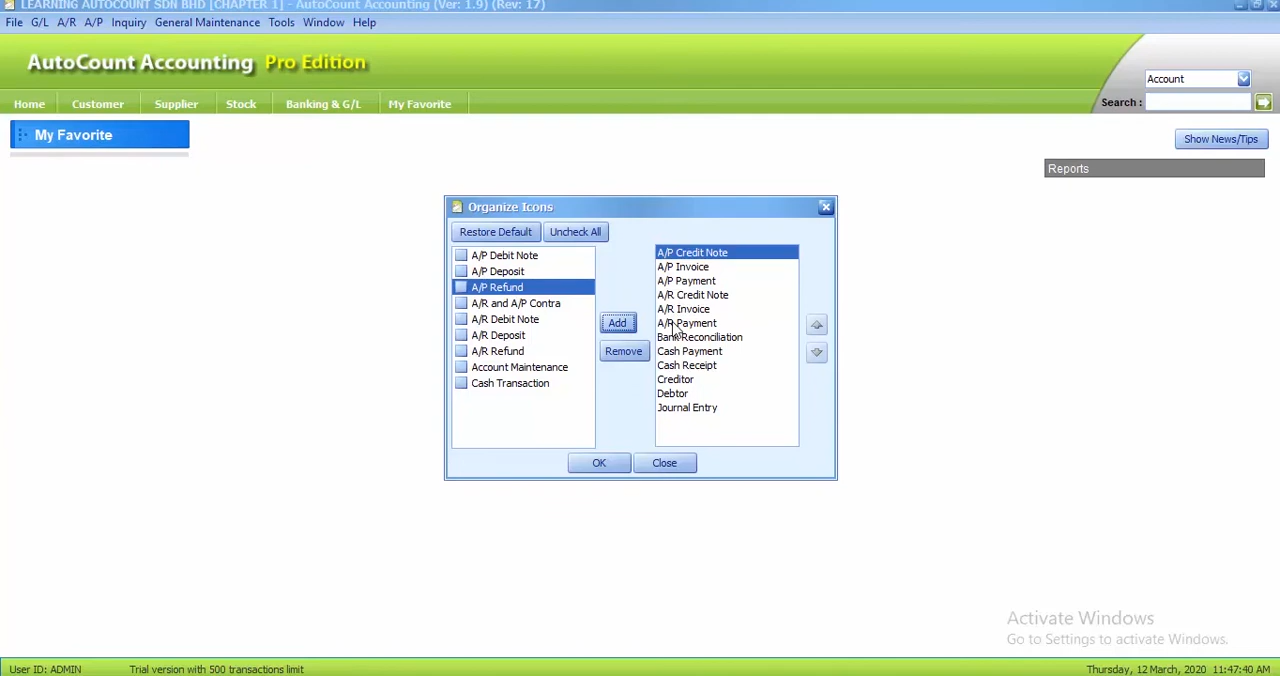 LEARNING AUTOCOUNT SDN BHD [CHAPTER 1] - AutoCount Accounting (Ver: 1.9) (Rev: 17)
File G/L A/R A/P Inquiry General Maintenance Tools Window Help
AutoCount Accounting Pro Edition
Account
Search :
Home Customer Supplier Stock Banking & G/L My Favorite
My Favorite
Show News/Tips
Reports
Organize Icons
Restore Default Uncheck All
A/P Debit Note
A/P Deposit
A/P Refund
A/R and A/P Contra
A/R Debit Note
A/R Deposit
A/R Refund
Account Maintenance
Cash Transaction
Add
Remove
A/P Credit Note
A/P Invoice
A/P Payment
A/R Credit Note
A/R Invoice
A/R Payment
Bank Reconciliation
Cash Payment
Cash Receipt
Creditor
Debtor
Journal Entry
OK Close
Activate Windows
Go to Settings to activate Windows.
User ID: ADMIN Trial version with 500 transactions limit Thursday, 12 March, 2020 11:47:40 AM